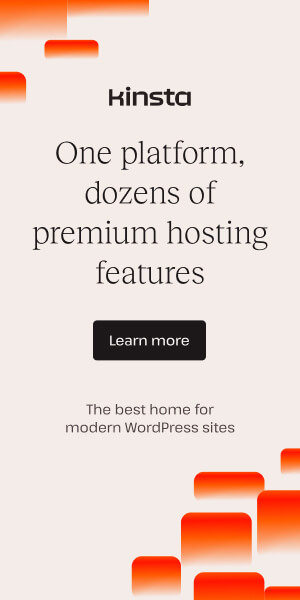 Kinsta
One platform,
dozens of
premium hosting
features
Learn more
The best home for
modern WordPress sites